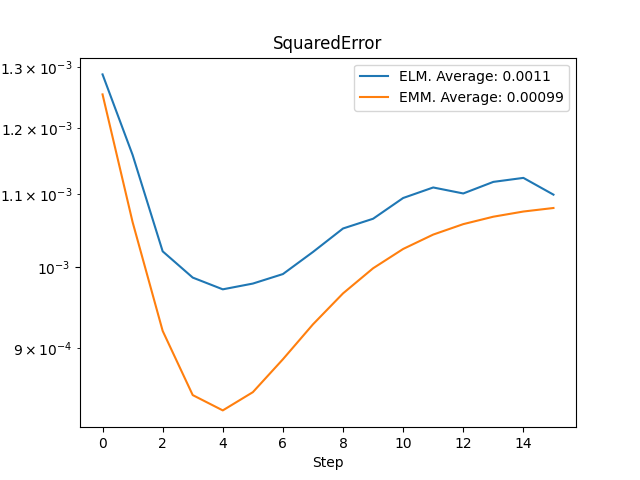 SquaredError
ELM. Average: 0.0011
EMM. Average: 0.00099
1.3 × 10⁻³
1.2 × 10⁻³
1.1 × 10⁻³
10⁻³
9 × 10⁻⁴
0 2 4 6 8 10 12 14
Step